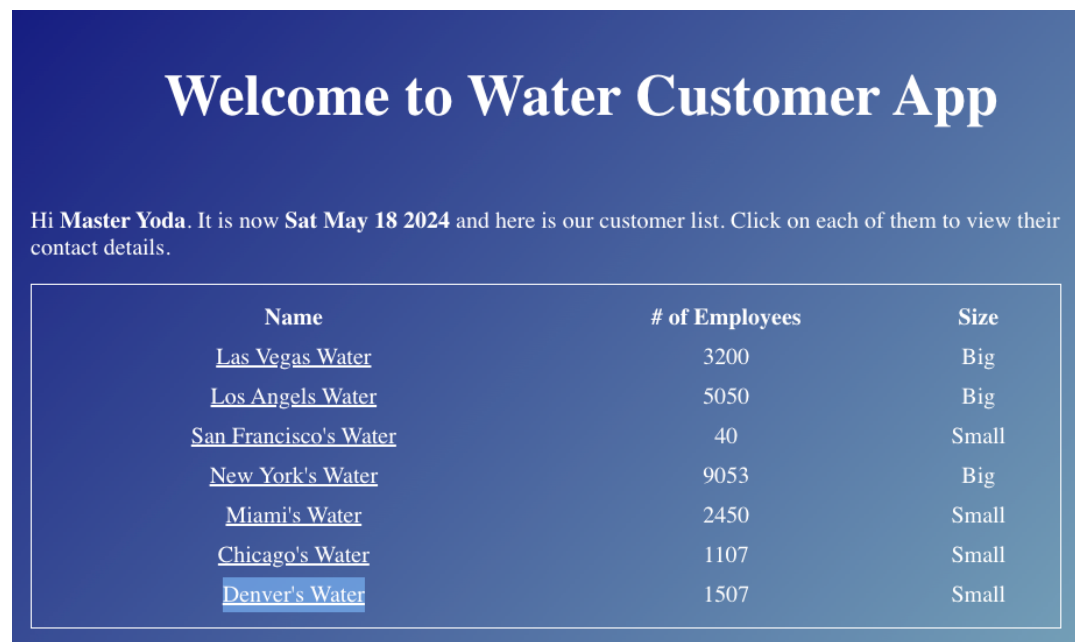 Welcome to Water Customer App
Hi Master Yoda. It is now Sat May 18 2024 and here is our customer list. Click on each of them to view their
contact details.
Name # of Employees Size
Las Vegas Water 3200 Big
Los Angels Water 5050 Big
San Francisco's Water 40 Small
New York's Water 9053 Big
Miami's Water 2450 Small
Chicago's Water 1107 Small
Denver's Water 1507 Small